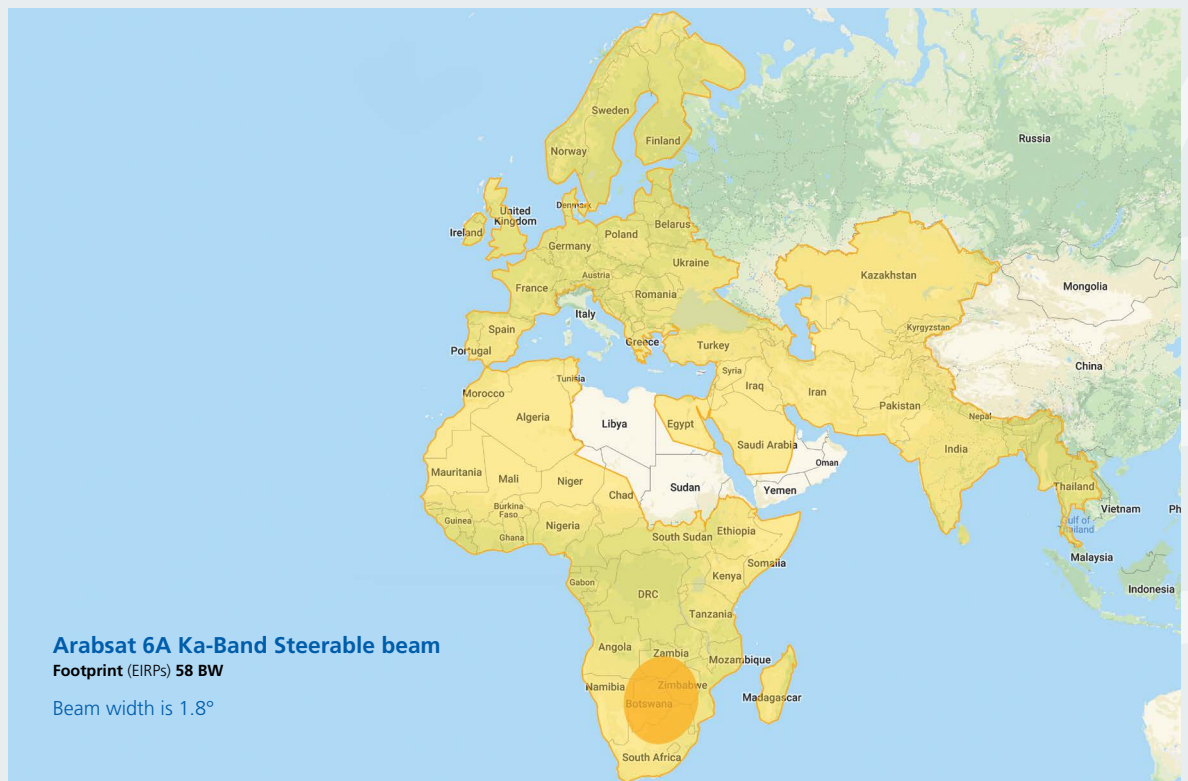 Russia
Sweden
Finland
Norway
United
Kingdom
Denmark
Ireland
Belarus
Poland
Germany
Ukraine
Austria
Kazakhstan
France
Romania
Mongolia
Italy
Kyrgyzstan
Spain
Greece
Turkey
Portugal
China
Syria
Tunisia
Iraq
Iran
Morocco
Pakistan
Nepal
Algeria
Libya
Egypt
Saudi Arabia
India
Oman
Mauritania
Mali
Niger
Sudan
Yemen
Thailand
Chad
Burkina
Faso
Vietnam
Ph
Guinea
Nigeria
Gulf of
Thailand
Ghana
South Sudan
Ethiopia
Malaysia
Somalia
Kenya
Gabon
Indonesia
DRC
Tanzania
Angola
Zambia
Mozambique
Namibia
Zimbabwe
Botswana
Madagascar
South Africa
Arabsat 6A Ka-Band Steerable beam
Footprint (EIRPs) 58 BW
Beam width is 1.8°